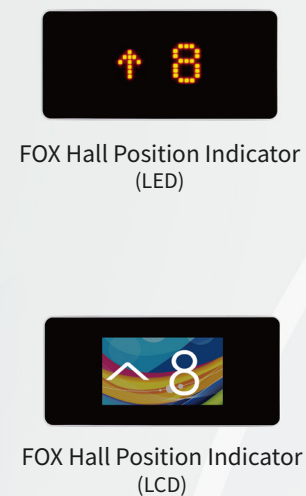 ↑ 8
FOX Hall Position Indicator
(LED)
8
FOX Hall Position Indicator
(LCD)